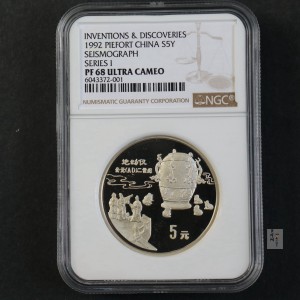 INVENTIONS & DISCOVERIES
1992 PIEFORT CHINA S5Y
SEISMOGRAPH
SERIES I
PF 68 ULTRA CAMEO
6043372-001
NUMISMATIC GUARANTY CORPORATION
NGC
地动仪
5元